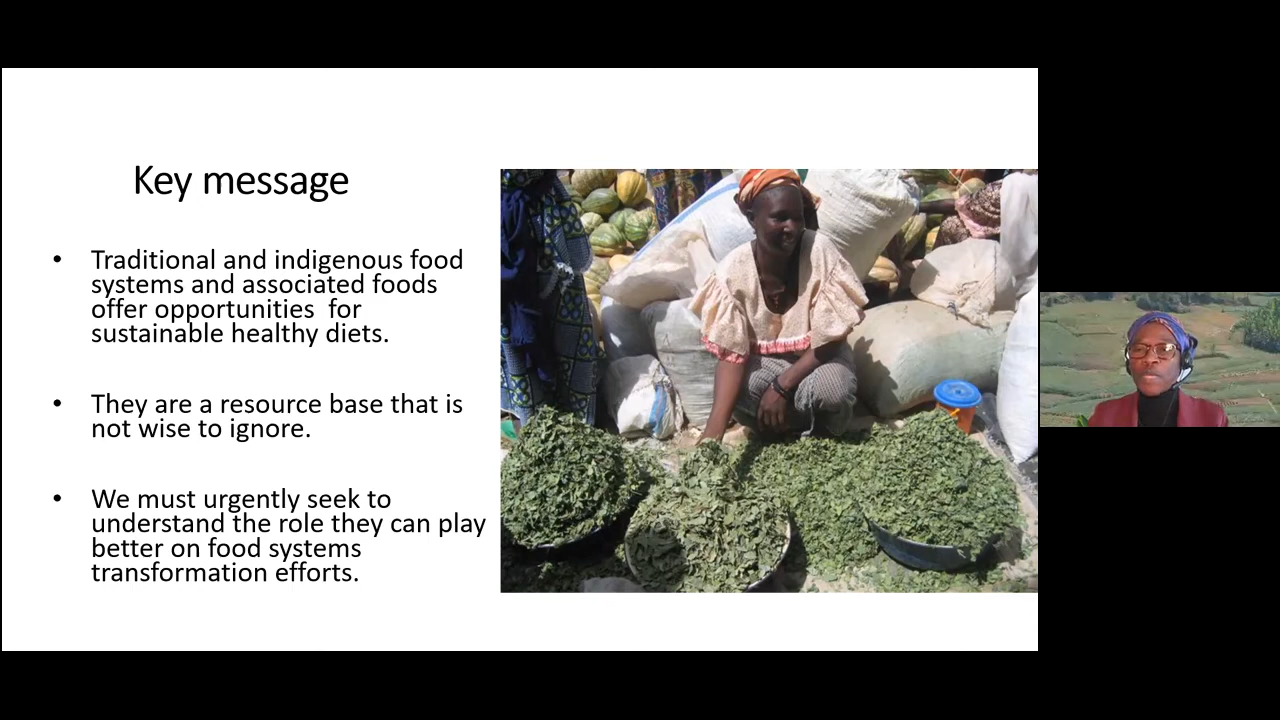 Key message
• Traditional and indigenous food
systems and associated foods
offer opportunities  for
sustainable healthy diets.
• They are a resource base that is
not wise to ignore.
• We must urgently seek to
understand the role they can play
better on food systems
transformation efforts.